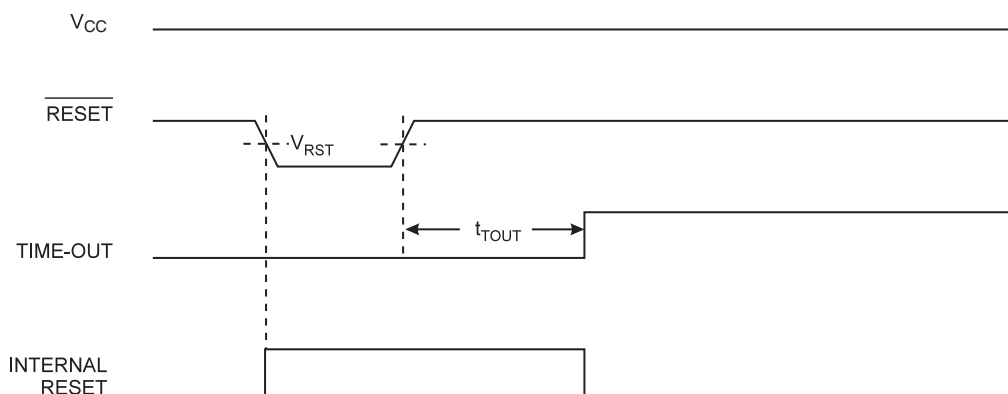 VCC
RESET
VRST
tTOUT
TIME-OUT
INTERNAL
RESET